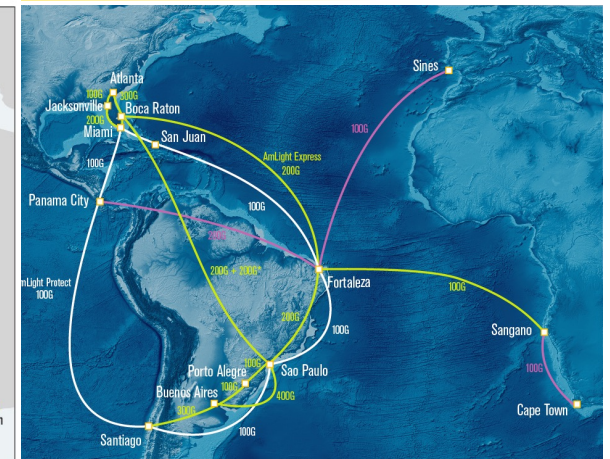 Atlanta
100G
300G
Jacksonville
Boca Raton
200G
Miami
San Juan
Sines
100G
100G
AmLight Express
200G
Panama City
100G
200G + 200G*
mLight Protect
100G
Fortaleza
100G
200G
100G
Sangano
100G
Porto Alegre
100G
Sao Paulo
100G
400G
Buenos Aires
300G
Cape Town
100G
Santiago